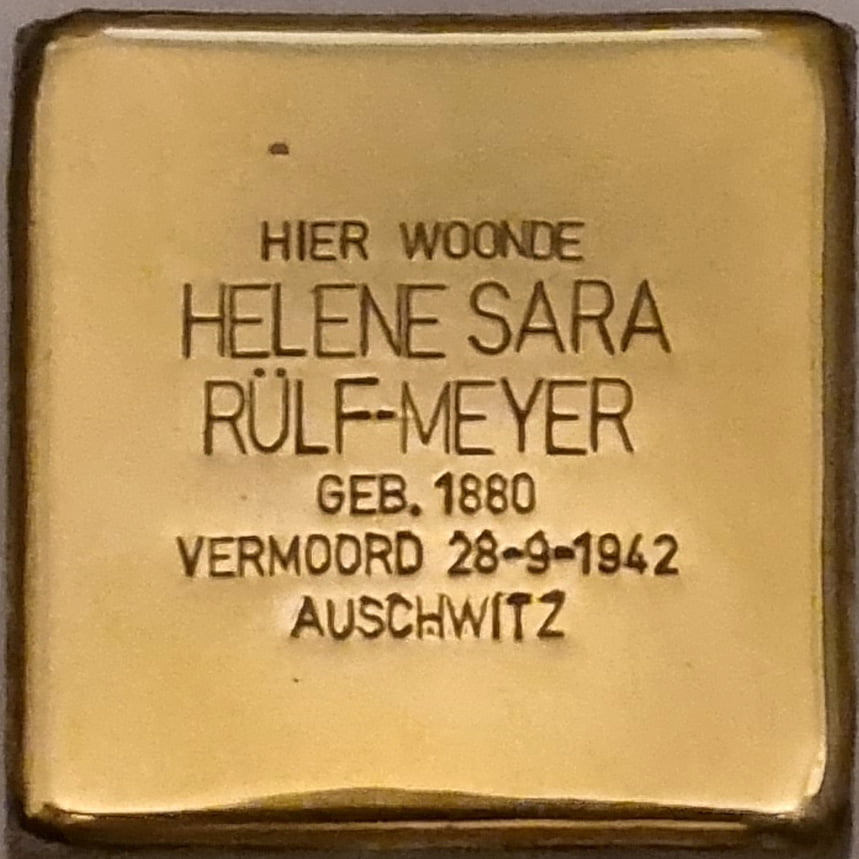 HIER WOONDE
HELENE SARA
RÜLF-MEYER
GEB. 1880
VERMOORD 28-9-1942
AUSCHWITZ